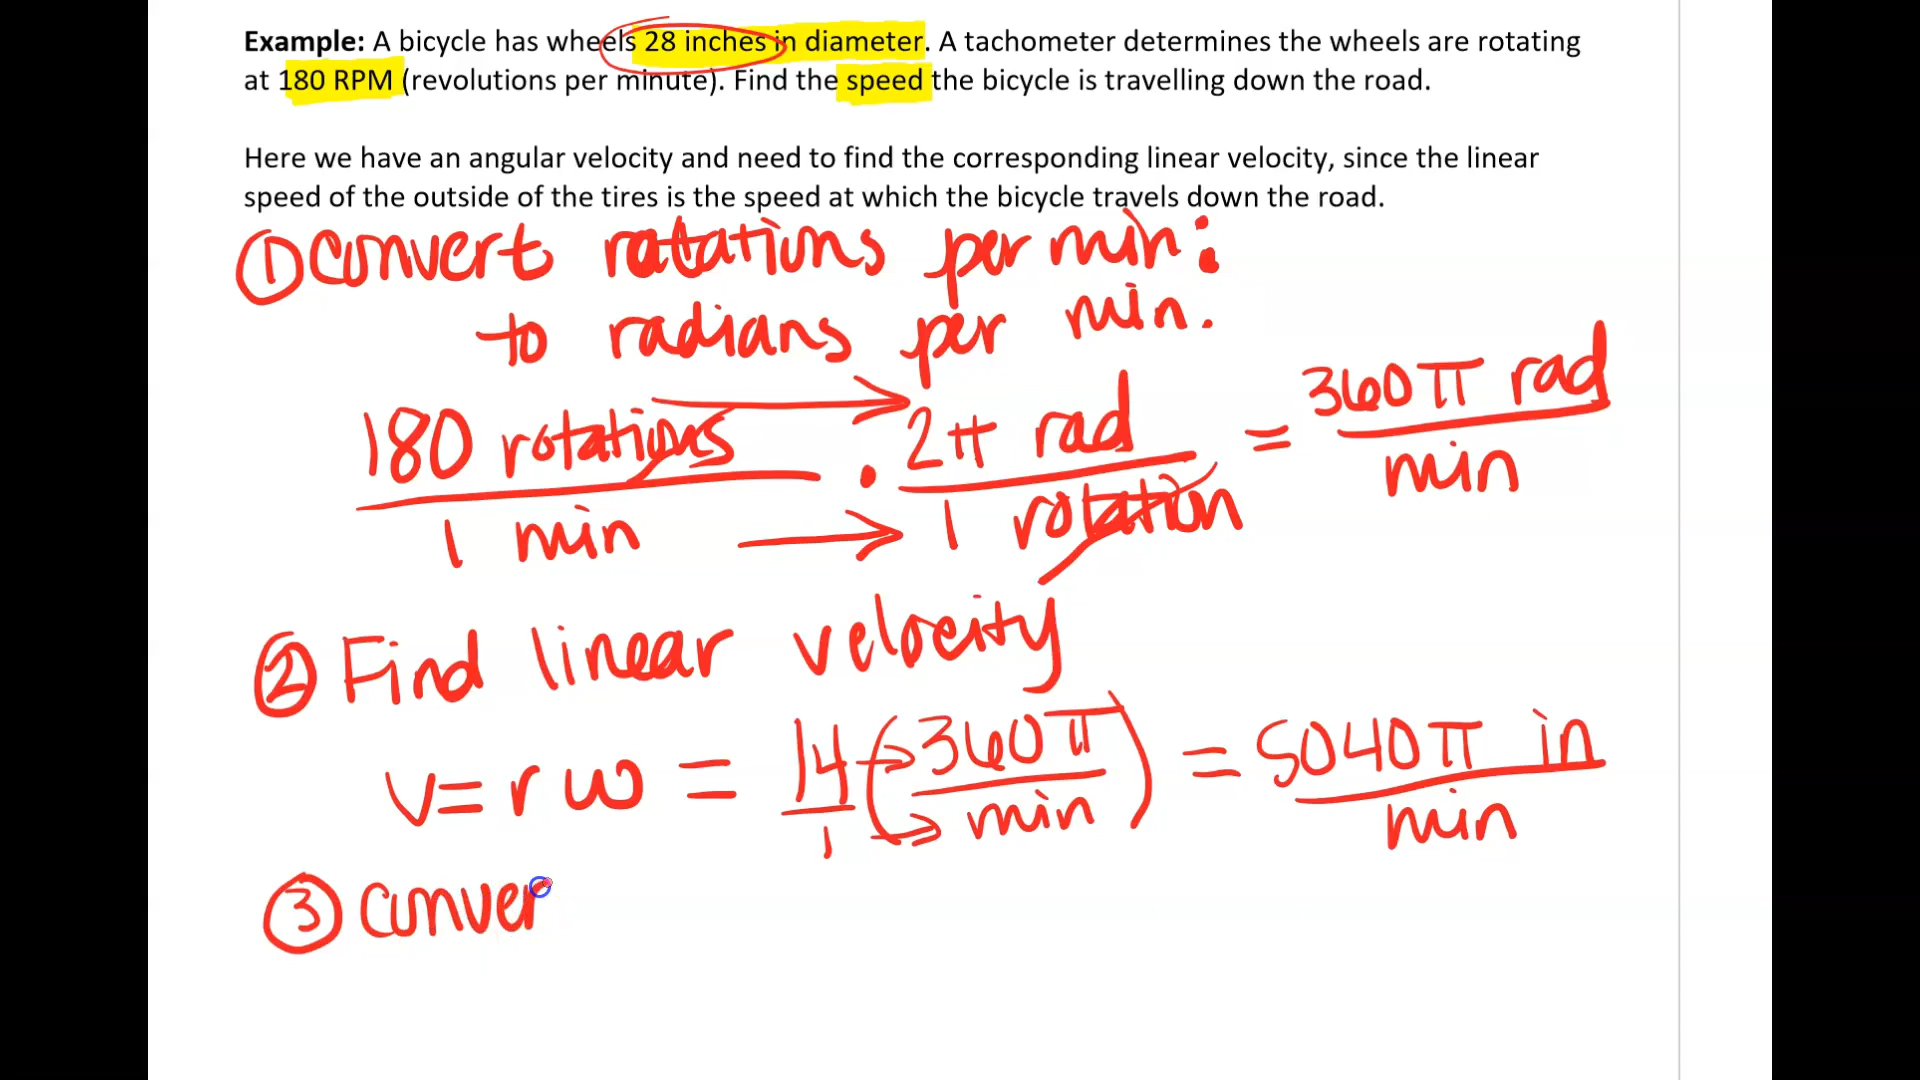 Example: A bicycle has wheels 28 inches in diameter. A tachometer determines the wheels are rotating
at 180 RPM (revolutions per minute). Find the speed the bicycle is travelling down the road.
Here we have an angular velocity and need to find the corresponding linear velocity, since the linear
speed of the outside of the tires is the speed at which the bicycle travels down the road.
① Convert rotations per min:
to radians per min.
180 rotations / 1 min · 2π rad / 1 rotation = 360π rad / min
② Find linear velocity
v = r ω = 14/1 (360π / min) = 5040π in / min
③ Conver